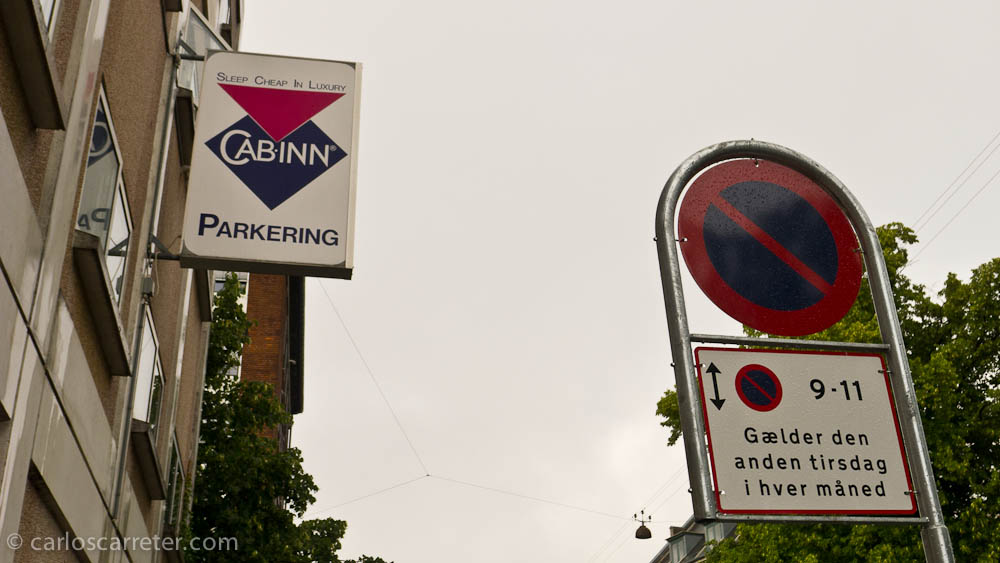 SLEEP CHEAP IN LUXURY
CAB·INN®
PARKERING
9-11
Gælder den
anden tirsdag
i hver måned
© carloscarreter.com